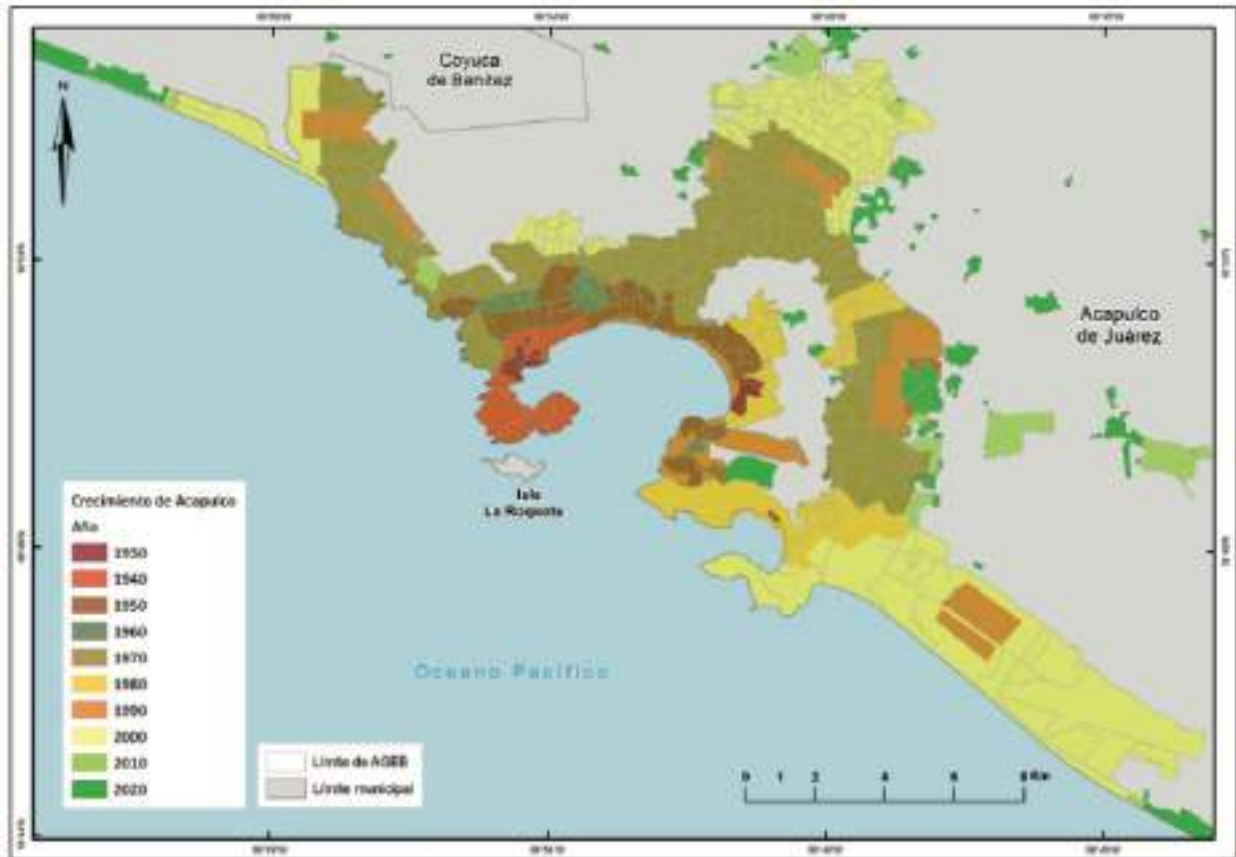 Coyuca
de Benítez
N
Acapulco
de Juárez
Isla
La Roqueta
Crecimiento de Acapulco
Año
1930
1940
1950
1960
1970
1980
1990
2000
2010
2020
Oceano Pacífico
Límite de AGEB
Límite municipal
0 1 2 4 6 8 Km